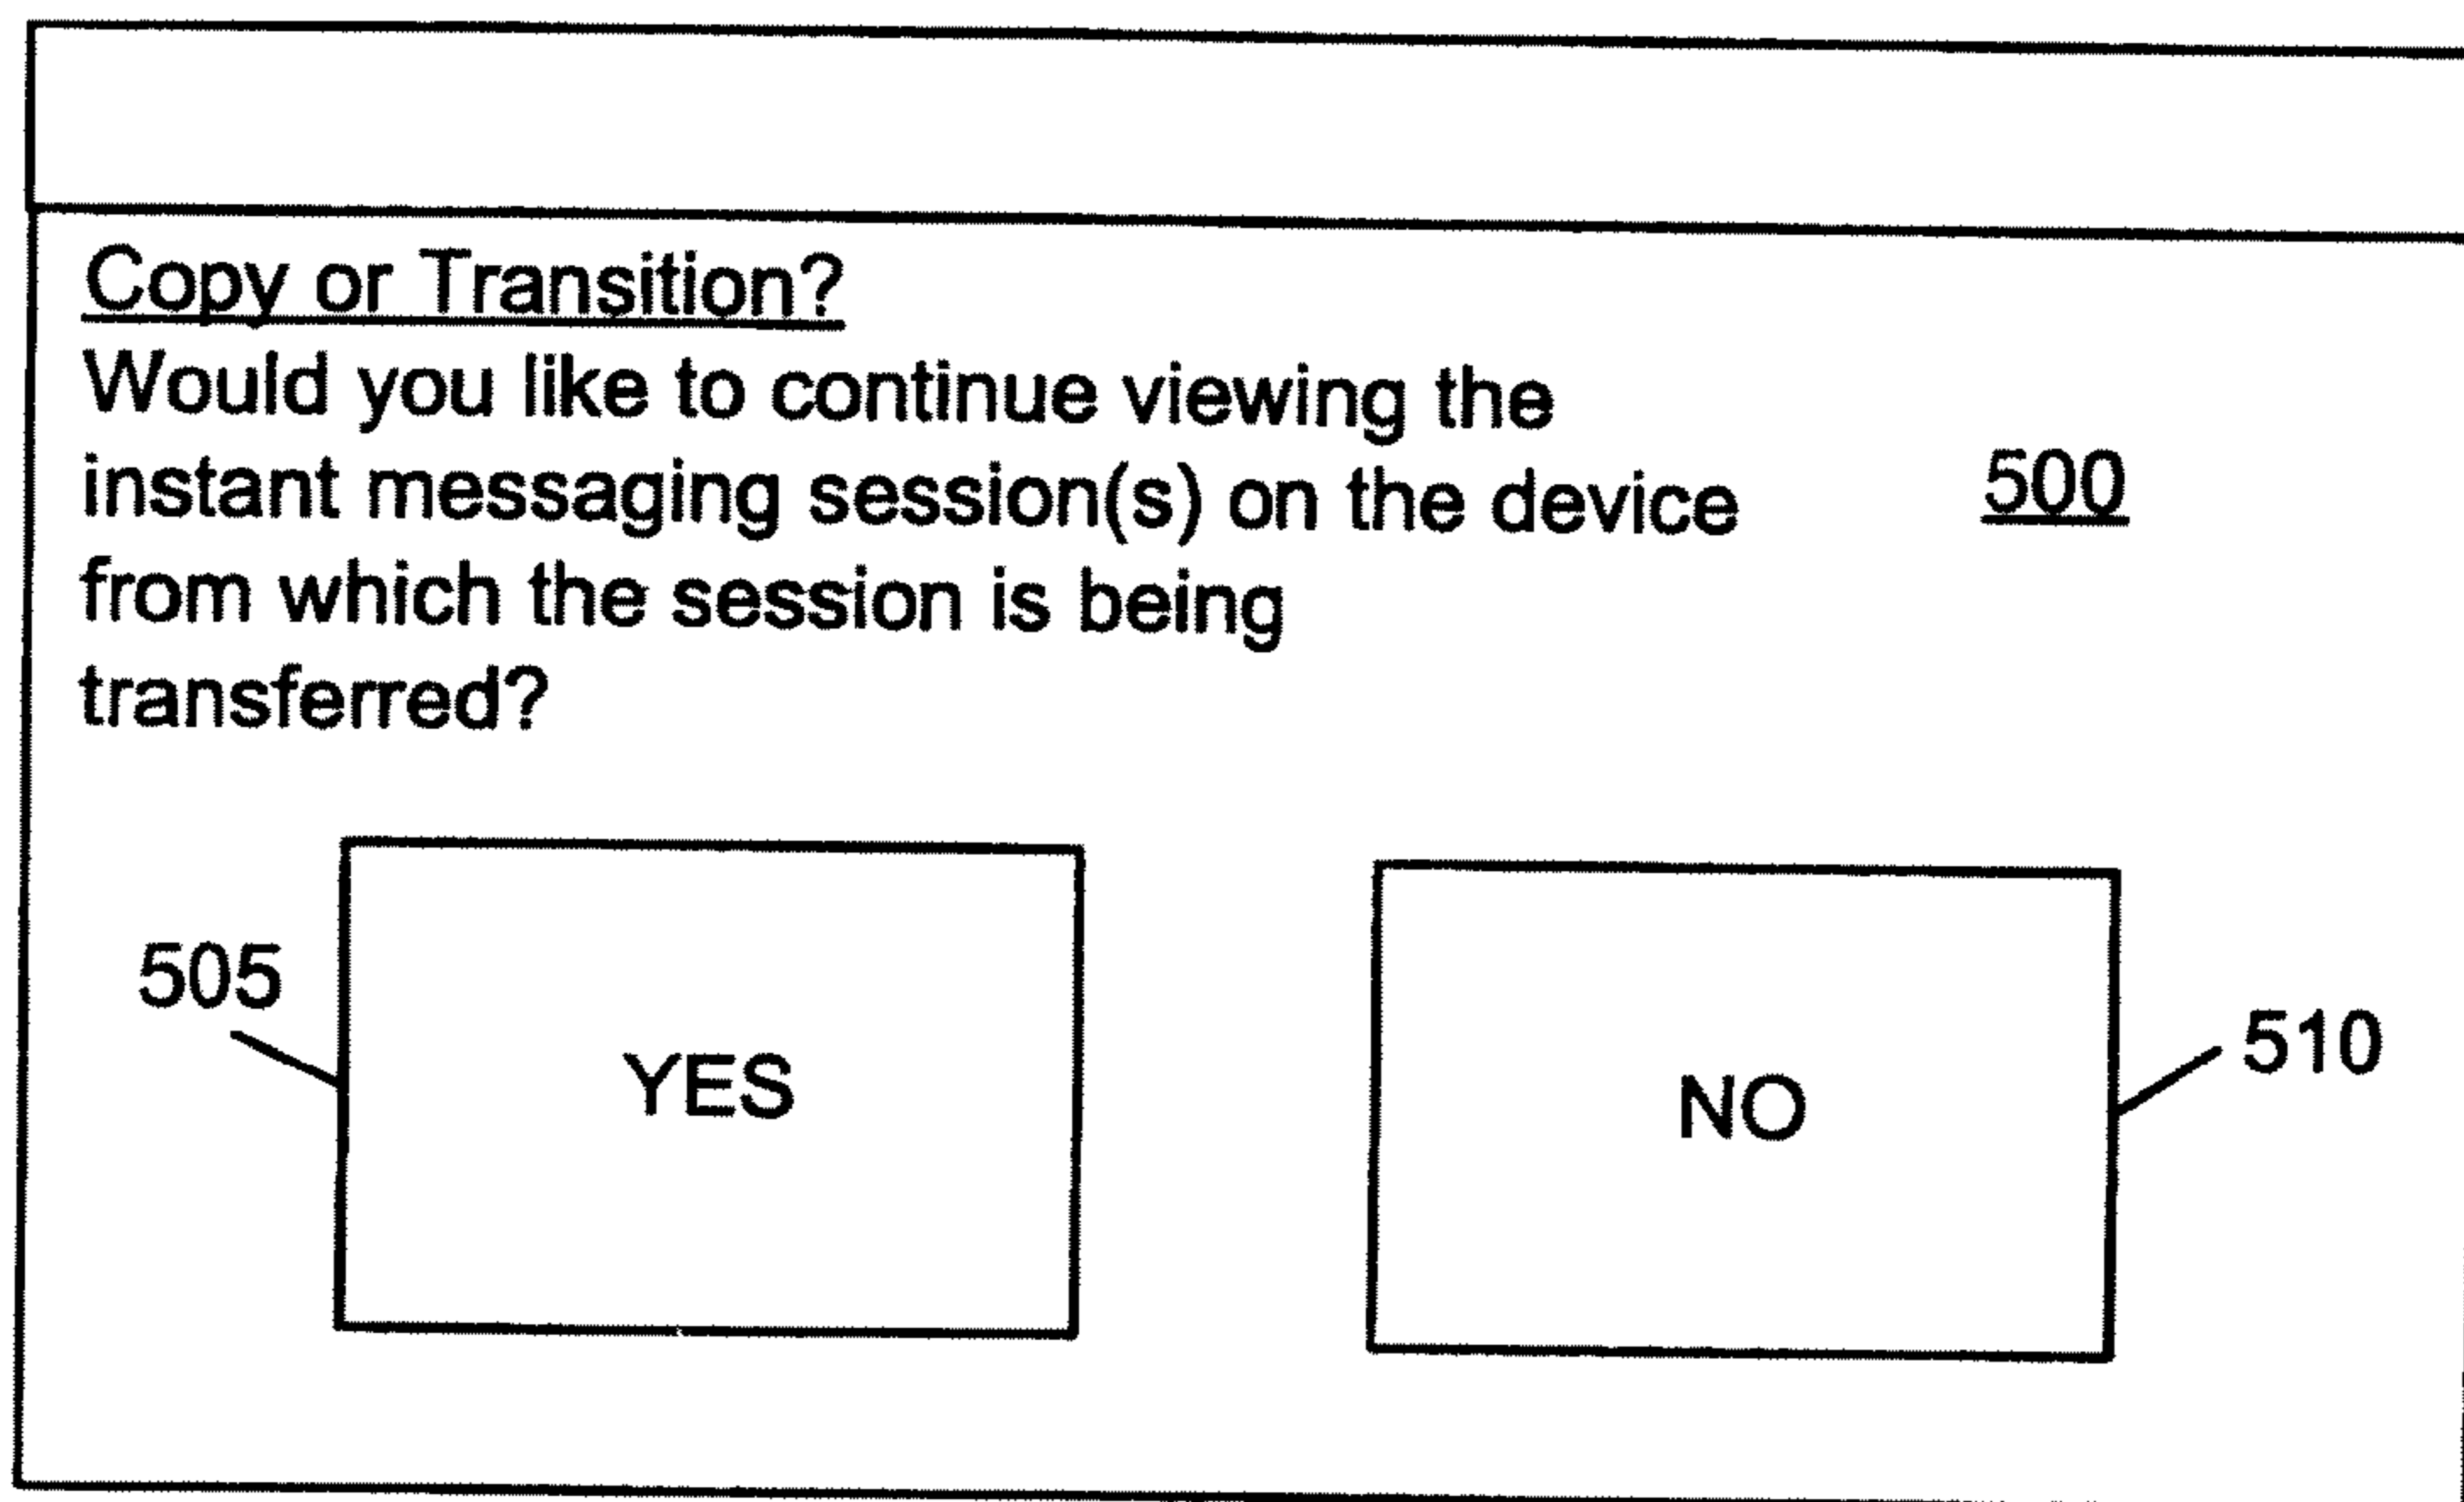 Copy or Transition?
Would you like to continue viewing the
instant messaging session(s) on the device
500
from which the session is being
transferred?
505
YES
NO
510